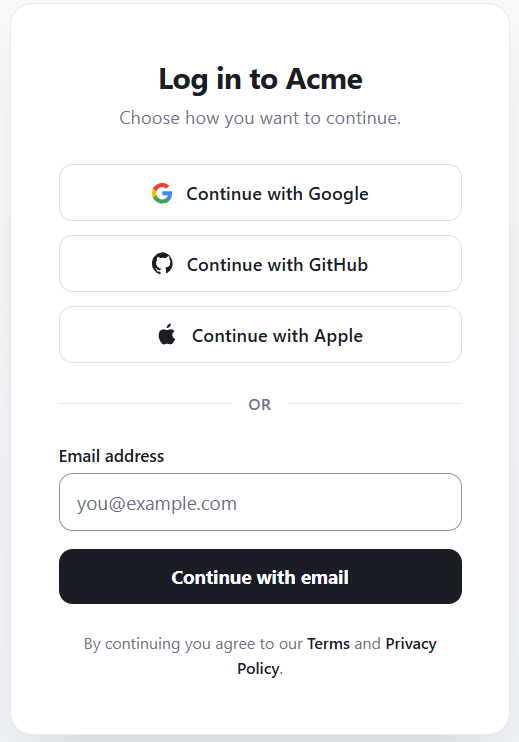 Log in to Acme
Choose how you want to continue.
Continue with Google
Continue with GitHub
Continue with Apple
OR
Email address
you@example.com
Continue with email
By continuing you agree to our Terms and Privacy
Policy.